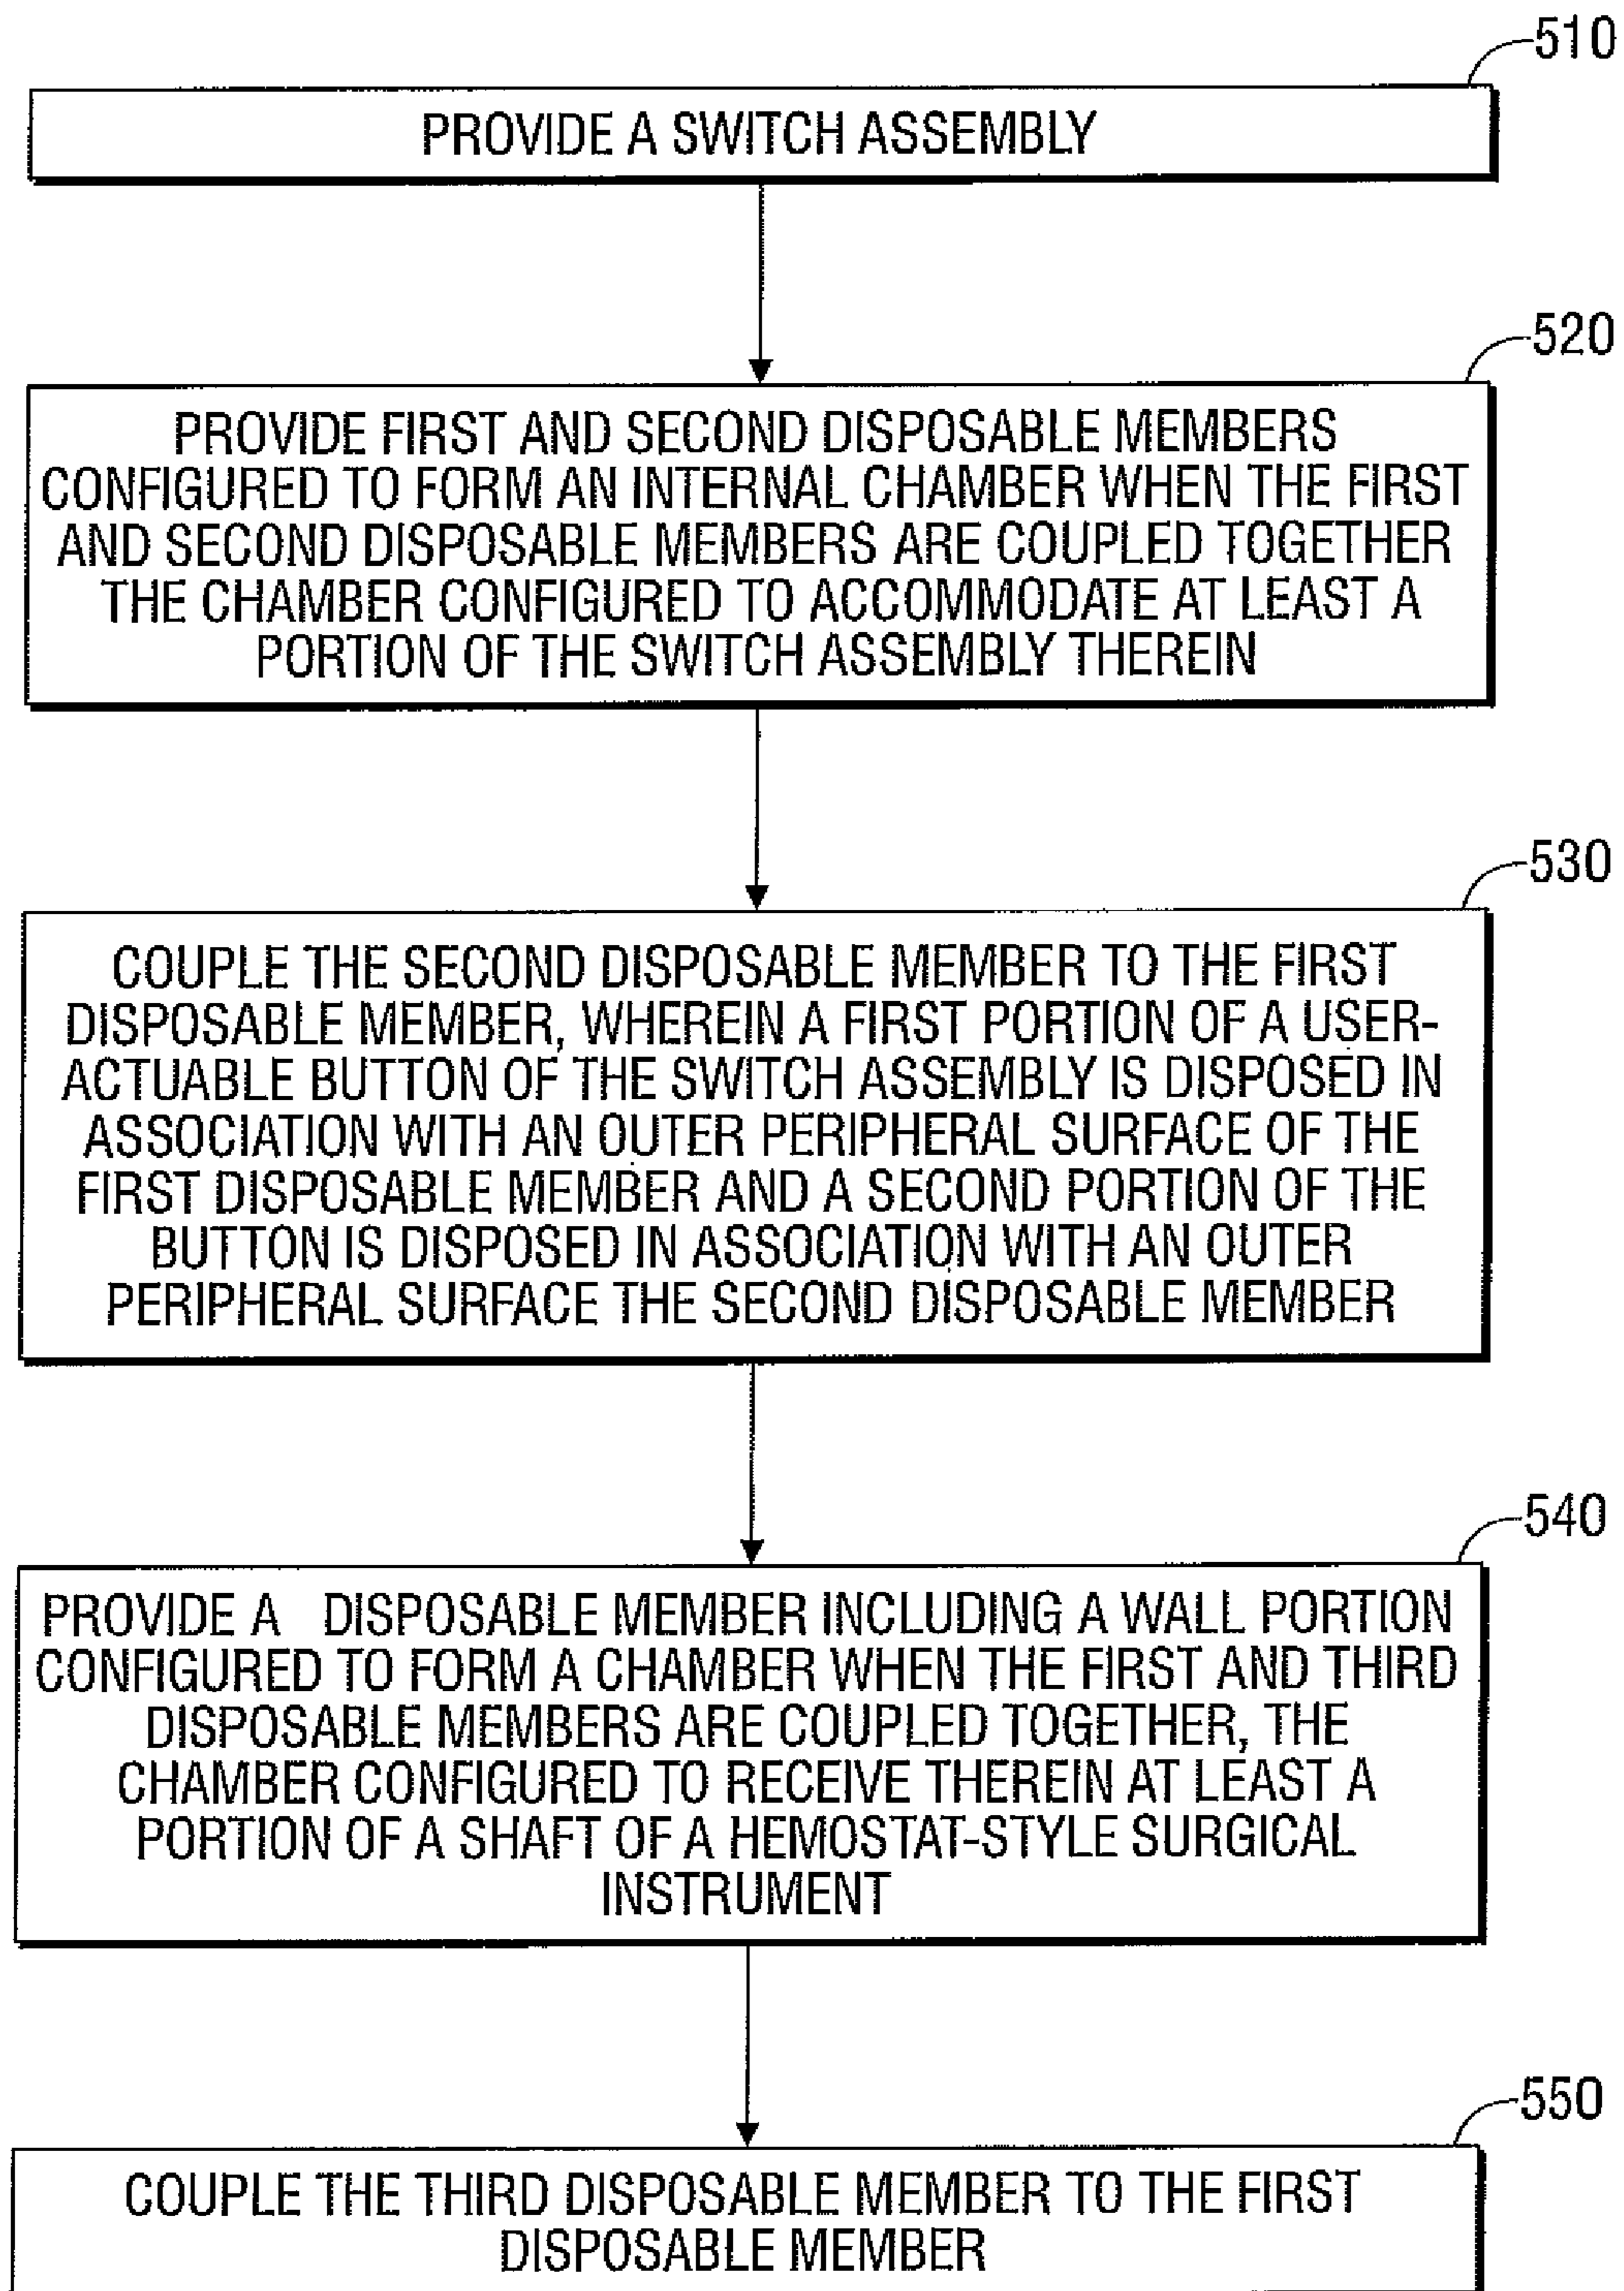 510
PROVIDE A SWITCH ASSEMBLY
520
PROVIDE FIRST AND SECOND DISPOSABLE MEMBERS
CONFIGURED TO FORM AN INTERNAL CHAMBER WHEN THE FIRST
AND SECOND DISPOSABLE MEMBERS ARE COUPLED TOGETHER
THE CHAMBER CONFIGURED TO ACCOMMODATE AT LEAST A
PORTION OF THE SWITCH ASSEMBLY THEREIN
530
COUPLE THE SECOND DISPOSABLE MEMBER TO THE FIRST
DISPOSABLE MEMBER, WHEREIN A FIRST PORTION OF A USER-
ACTUABLE BUTTON OF THE SWITCH ASSEMBLY IS DISPOSED IN
ASSOCIATION WITH AN OUTER PERIPHERAL SURFACE OF THE
FIRST DISPOSABLE MEMBER AND A SECOND PORTION OF THE
BUTTON IS DISPOSED IN ASSOCIATION WITH AN OUTER
PERIPHERAL SURFACE THE SECOND DISPOSABLE MEMBER
540
PROVIDE A DISPOSABLE MEMBER INCLUDING A WALL PORTION
CONFIGURED TO FORM A CHAMBER WHEN THE FIRST AND THIRD
DISPOSABLE MEMBERS ARE COUPLED TOGETHER, THE
CHAMBER CONFIGURED TO RECEIVE THEREIN AT LEAST A
PORTION OF A SHAFT OF A HEMOSTAT-STYLE SURGICAL
INSTRUMENT
550
COUPLE THE THIRD DISPOSABLE MEMBER TO THE FIRST
DISPOSABLE MEMBER